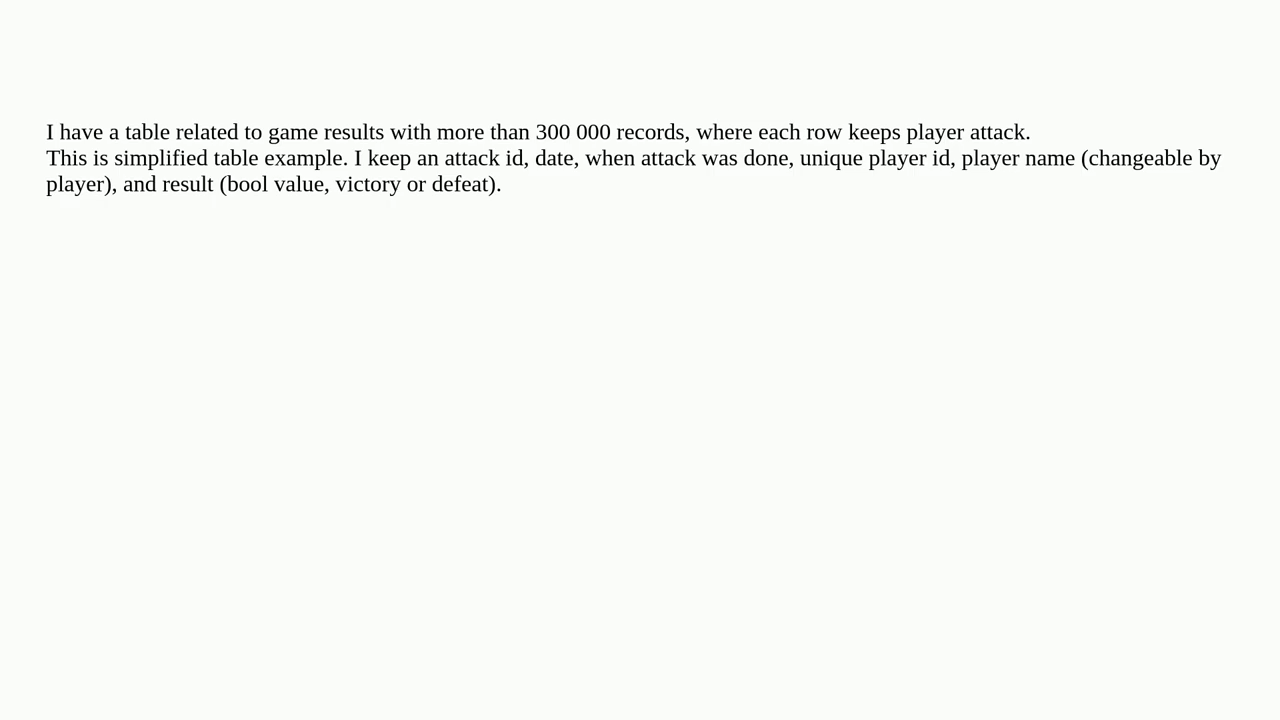 I have a table related to game results with more than 300 000 records, where each row keeps player attack.
This is simplified table example. I keep an attack id, date, when attack was done, unique player id, player name (changeable by
player), and result (bool value, victory or defeat).